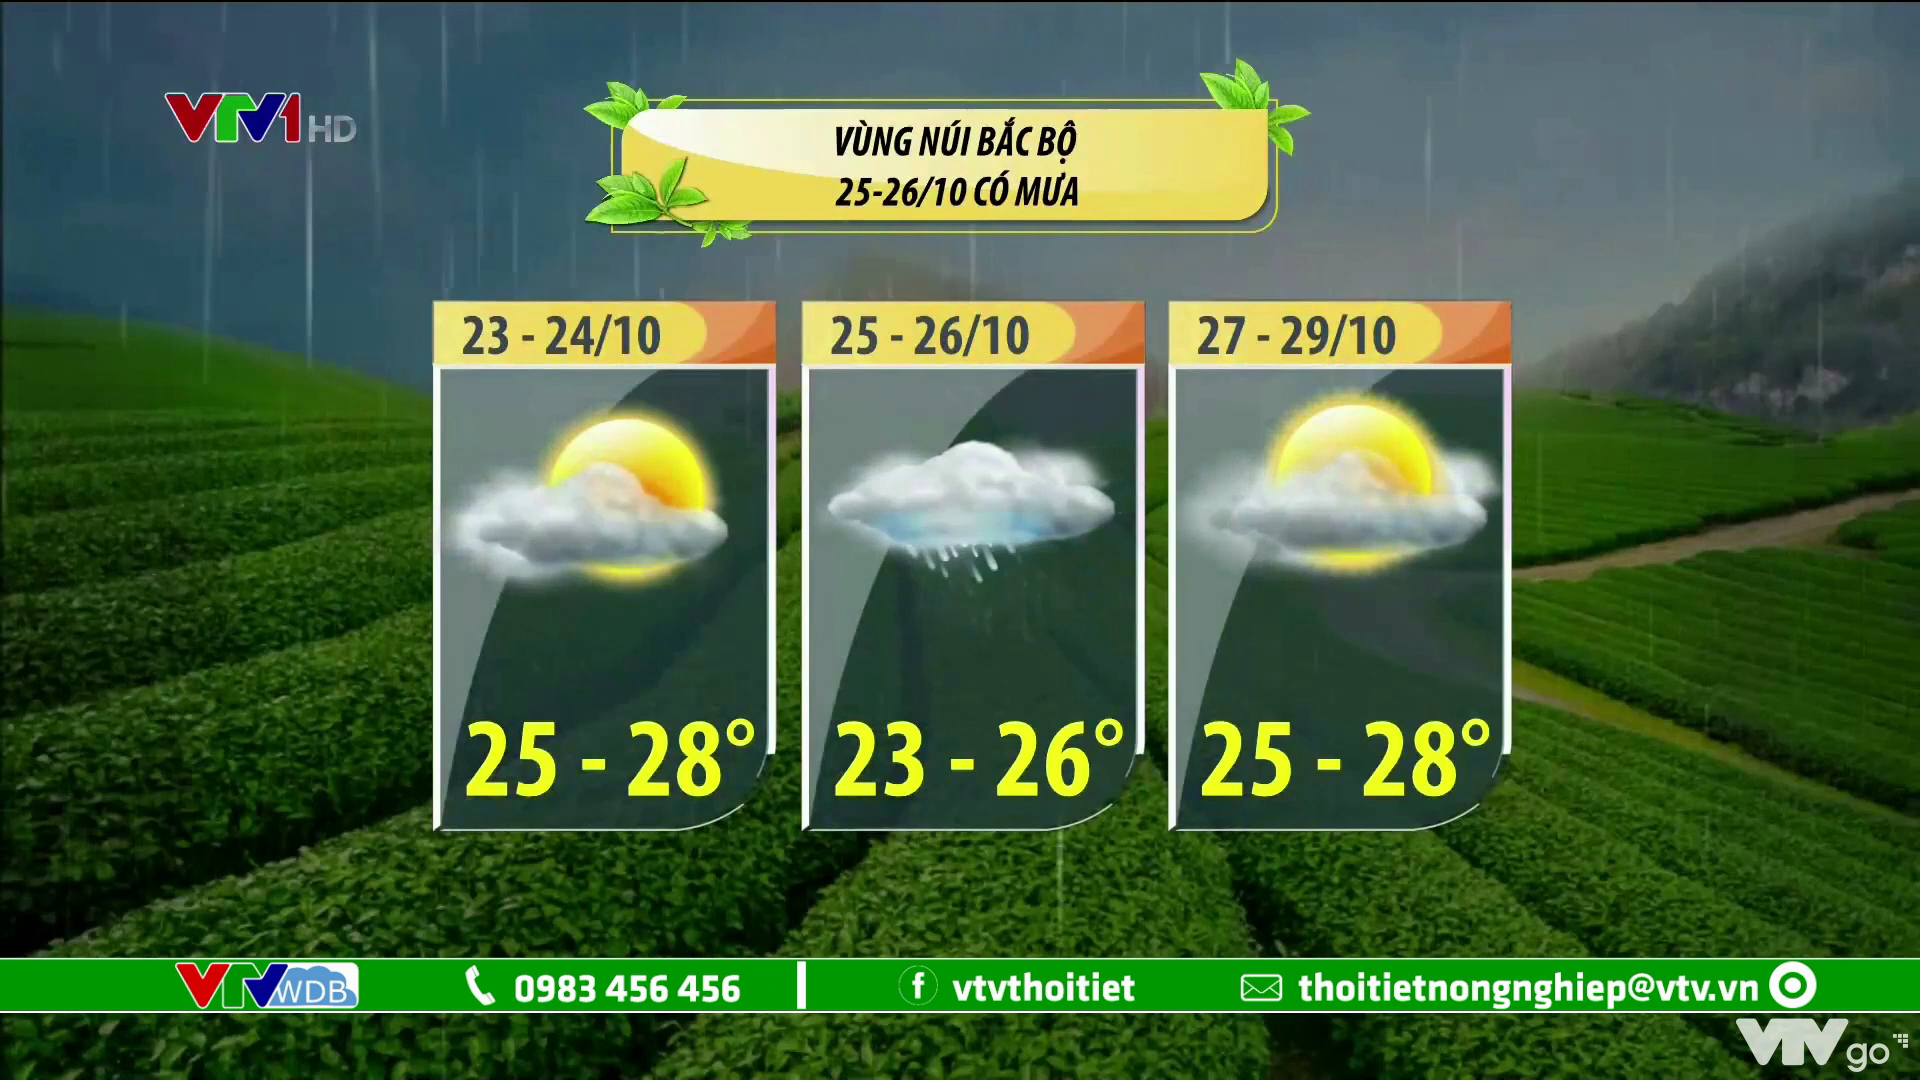 VTV1 HD
VÙNG NÚI BẮC BỘ
25-26/10 CÓ MƯA
23 - 24/10
25 - 28°
25 - 26/10
23 - 26°
27 - 29/10
25 - 28°
VTV WDB
0983 456 456
f vtvthoitiet
thoitietnongnghiep@vtv.vn
VTV go